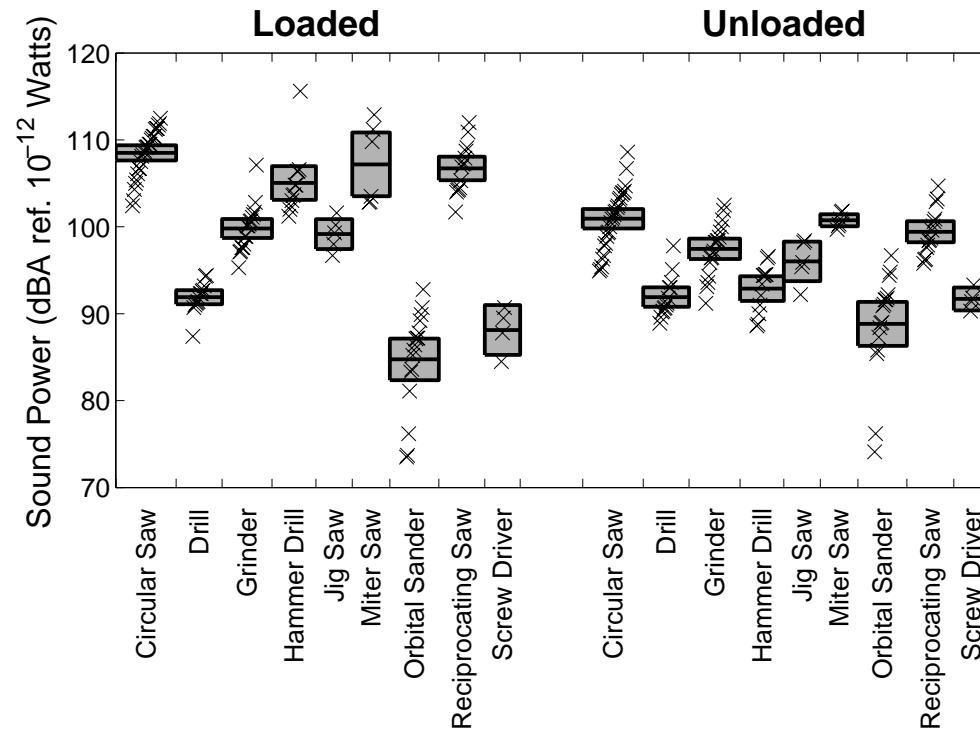 Loaded Unloaded
Sound Power (dBA ref. 10⁻¹² Watts)
120
110
100
90
80
70
Circular Saw
Drill
Grinder
Hammer Drill
Jig Saw
Miter Saw
Orbital Sander
Reciprocating Saw
Screw Driver
Circular Saw
Drill
Grinder
Hammer Drill
Jig Saw
Miter Saw
Orbital Sander
Reciprocating Saw
Screw Driver